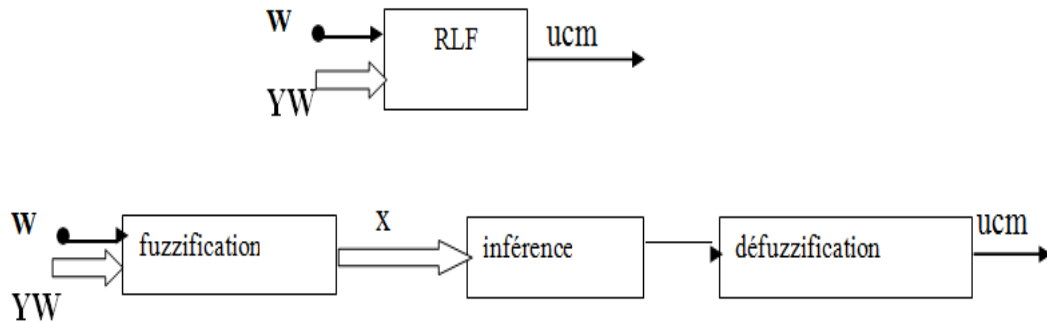 w
RLF
ucm
YW
w
x
ucm
fuzzification
inférence
défuzzification
YW